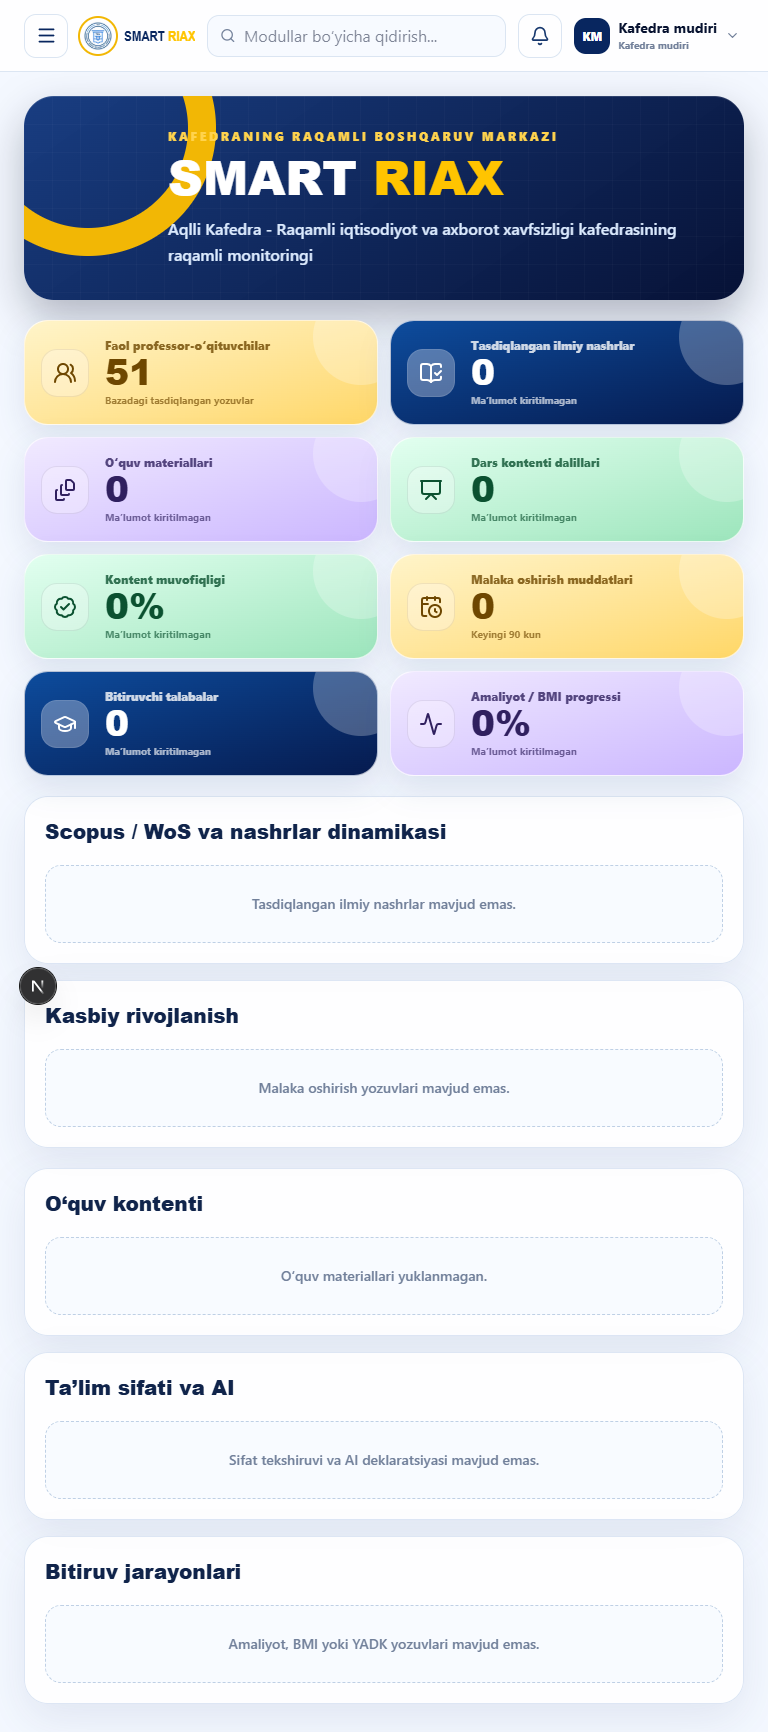 SMART RIAX
Modullar bo‘yicha qidirish...
KM
Kafedra mudiri
Kafedra mudiri
KAFEDRANING RAQAMLI BOSHQARUV MARKAZI
SMART RIAX
Aqlli Kafedra - Raqamli iqtisodiyot va axborot xavfsizligi kafedrasining
raqamli monitoringi
Faol professor-o‘qituvchilar
51
Bazadagi tasdiqlangan yozuvlar
Tasdiqlangan ilmiy nashrlar
0
Ma’lumot kiritilmagan
O‘quv materiallari
0
Ma’lumot kiritilmagan
Dars kontenti dalillari
0
Ma’lumot kiritilmagan
Kontent muvofiqligi
0%
Ma’lumot kiritilmagan
Malaka oshirish muddatlari
0
Keyingi 90 kun
Bitiruvchi talabalar
0
Ma’lumot kiritilmagan
Amaliyot / BMI progressi
0%
Ma’lumot kiritilmagan
Scopus / WoS va nashrlar dinamikasi
Tasdiqlangan ilmiy nashrlar mavjud emas.
N
Kasbiy rivojlanish
Malaka oshirish yozuvlari mavjud emas.
O‘quv kontenti
O‘quv materiallari yuklanmagan.
Ta’lim sifati va AI
Sifat tekshiruvi va AI deklaratsiyasi mavjud emas.
Bitiruv jarayonlari
Amaliyot, BMI yoki YADK yozuvlari mavjud emas.